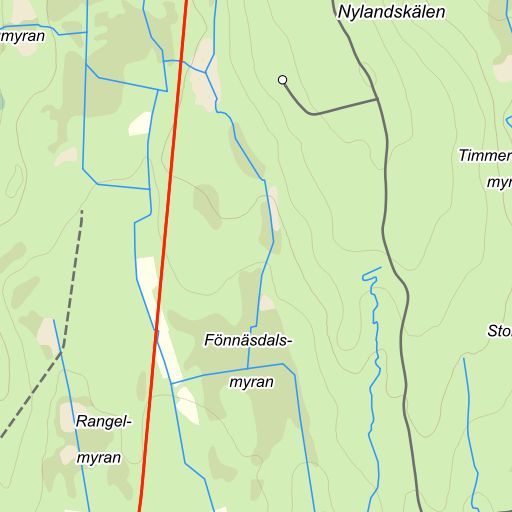 Nylandskälen
myran
Timmer
myr
Sto
Fönnäsdals-
myran
Rangel-
myran